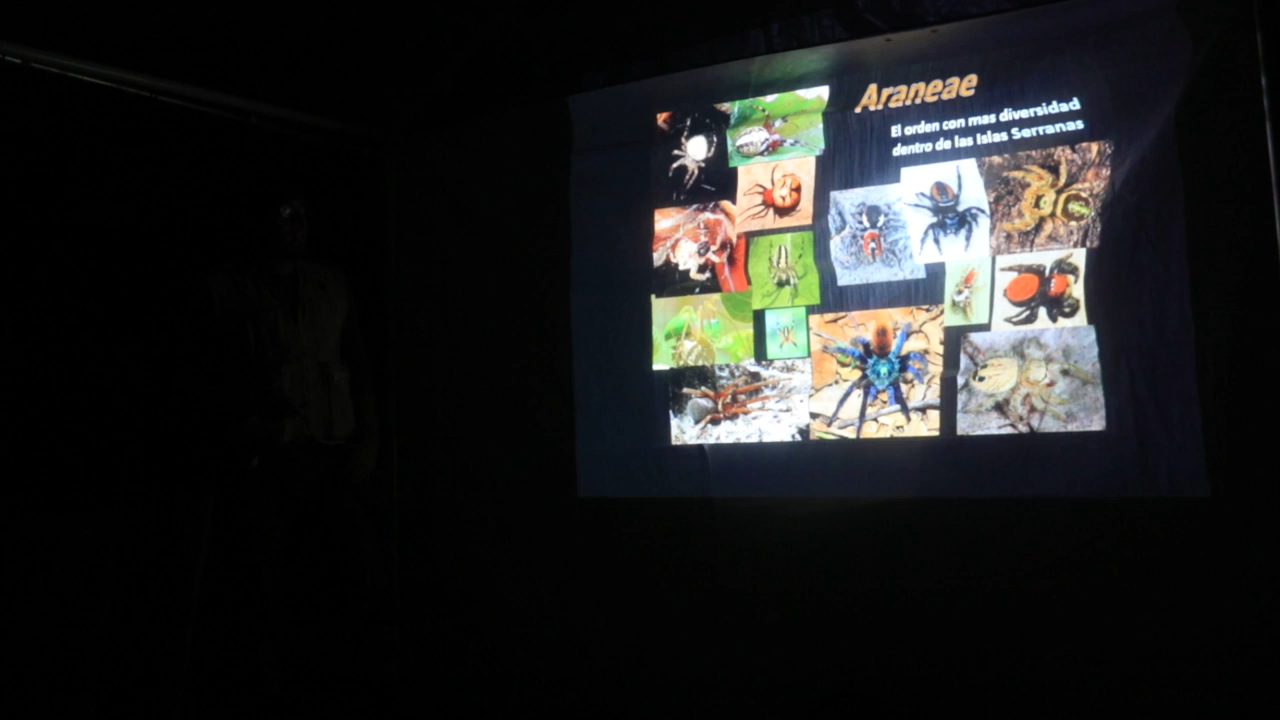 Araneae
El orden con mas diversidad
dentro de las Islas Serranas